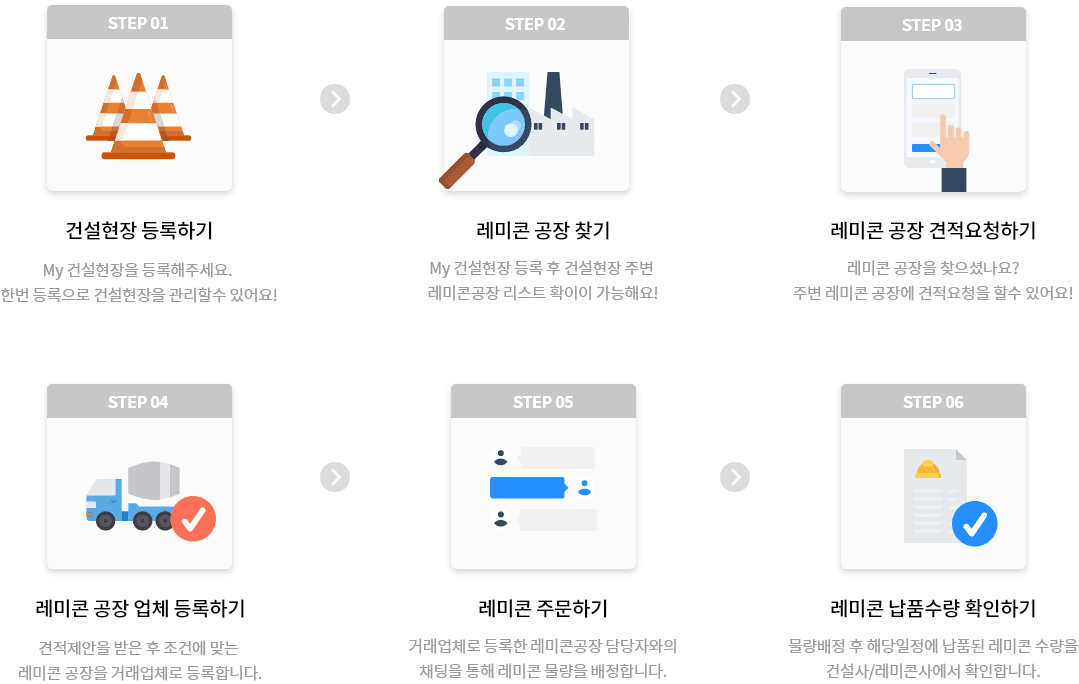 STEP 01
건설현장 등록하기
My 건설현장을 등록해주세요.
한번 등록으로 건설현장을 관리할수 있어요!
STEP 02
레미콘 공장 찾기
My 건설현장 등록 후 건설현장 주변
레미콘공장 리스트 확이이 가능해요!
STEP 03
레미콘 공장 견적요청하기
레미콘 공장을 찾으셨나요?
주변 레미콘 공장에 견적요청을 할수 있어요!
STEP 04
레미콘 공장 업체 등록하기
견적제안을 받은 후 조건에 맞는
레미콘 공장을 거래업체로 등록합니다.
STEP 05
레미콘 주문하기
거래업체로 등록한 레미콘공장 담당자와의
채팅을 통해 레미콘 물량을 배정합니다.
STEP 06
레미콘 납품수량 확인하기
물량배정 후 해당일정에 납품된 레미콘 수량을
건설사/레미콘사에서 확인합니다.